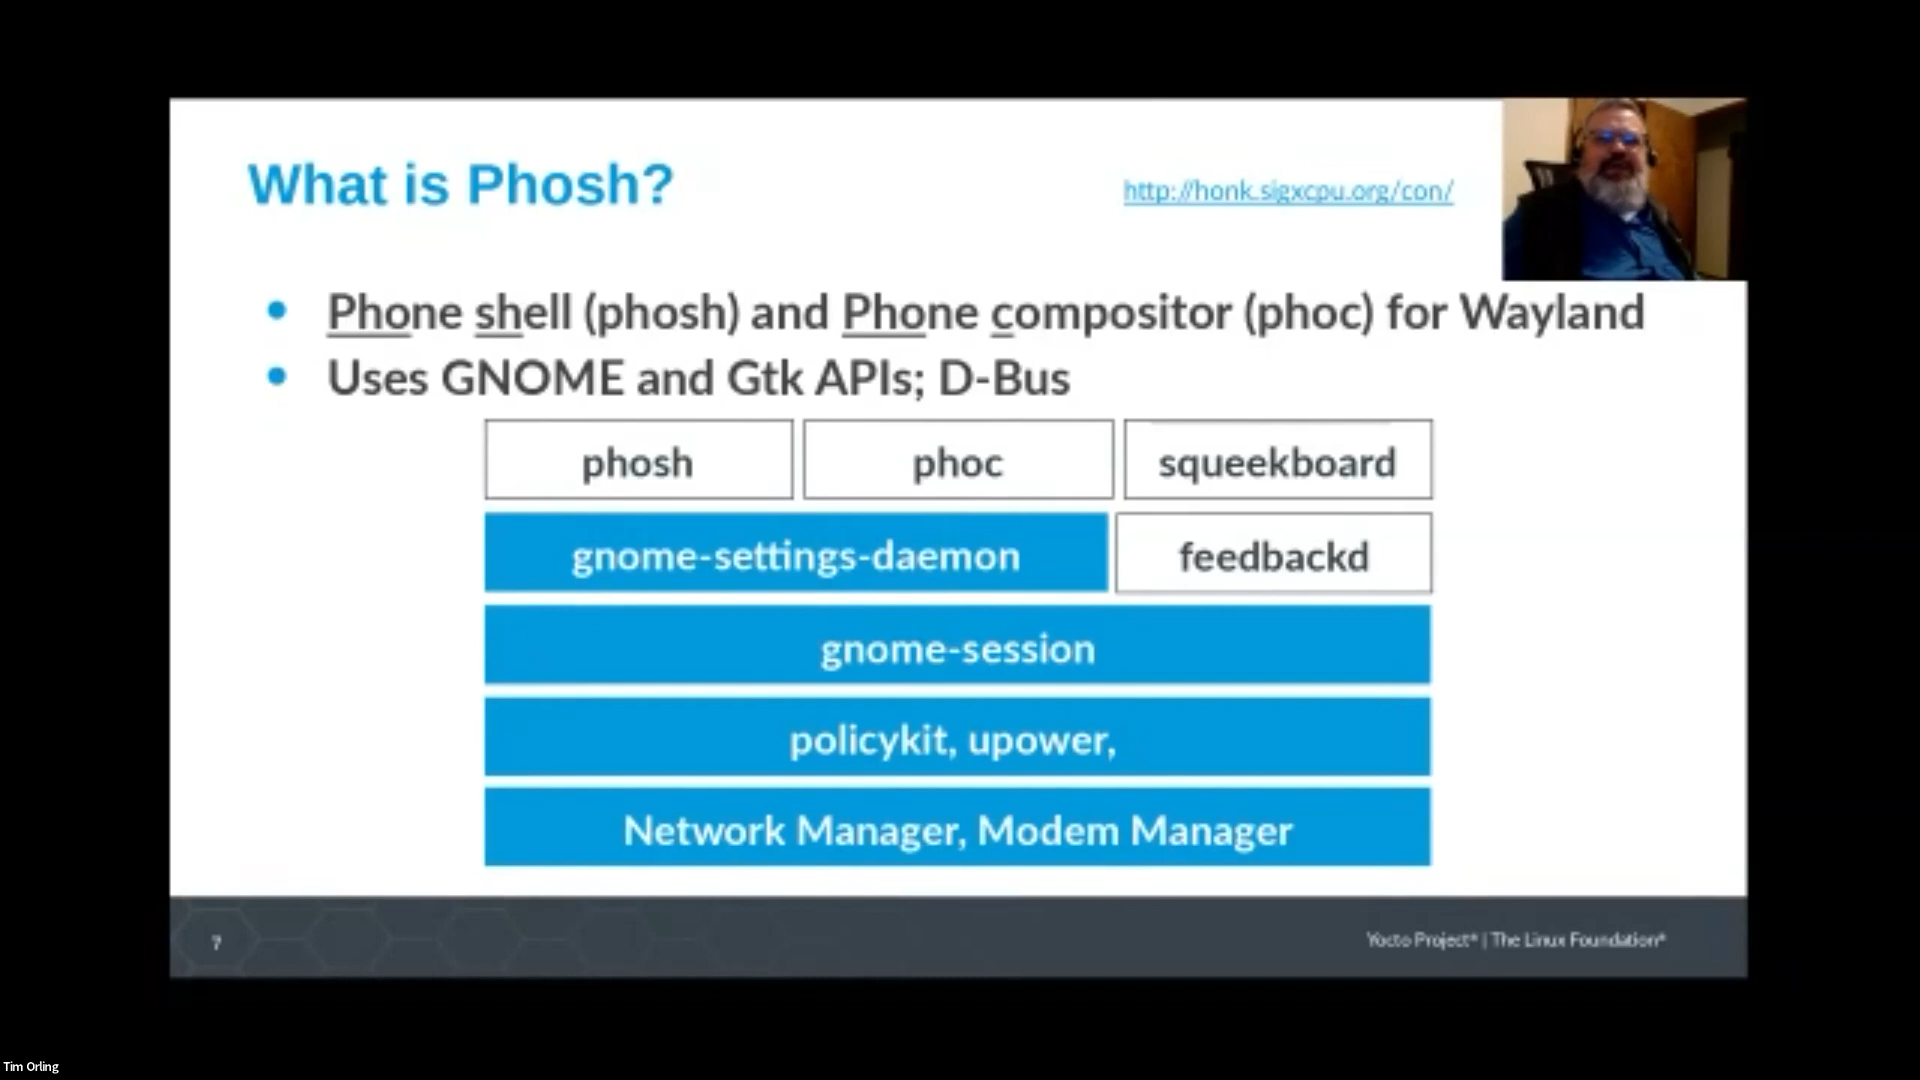 What is Phosh?
http://honk.sigxcpu.org/con/
Phone shell (phosh) and Phone compositor (phoc) for Wayland
Uses GNOME and Gtk APIs; D-Bus
phosh
phoc
squeekboard
gnome-settings-daemon
feedbackd
gnome-session
policykit, upower,
Network Manager, Modem Manager
7
Yocto Project® | The Linux Foundation®
Tim Orling